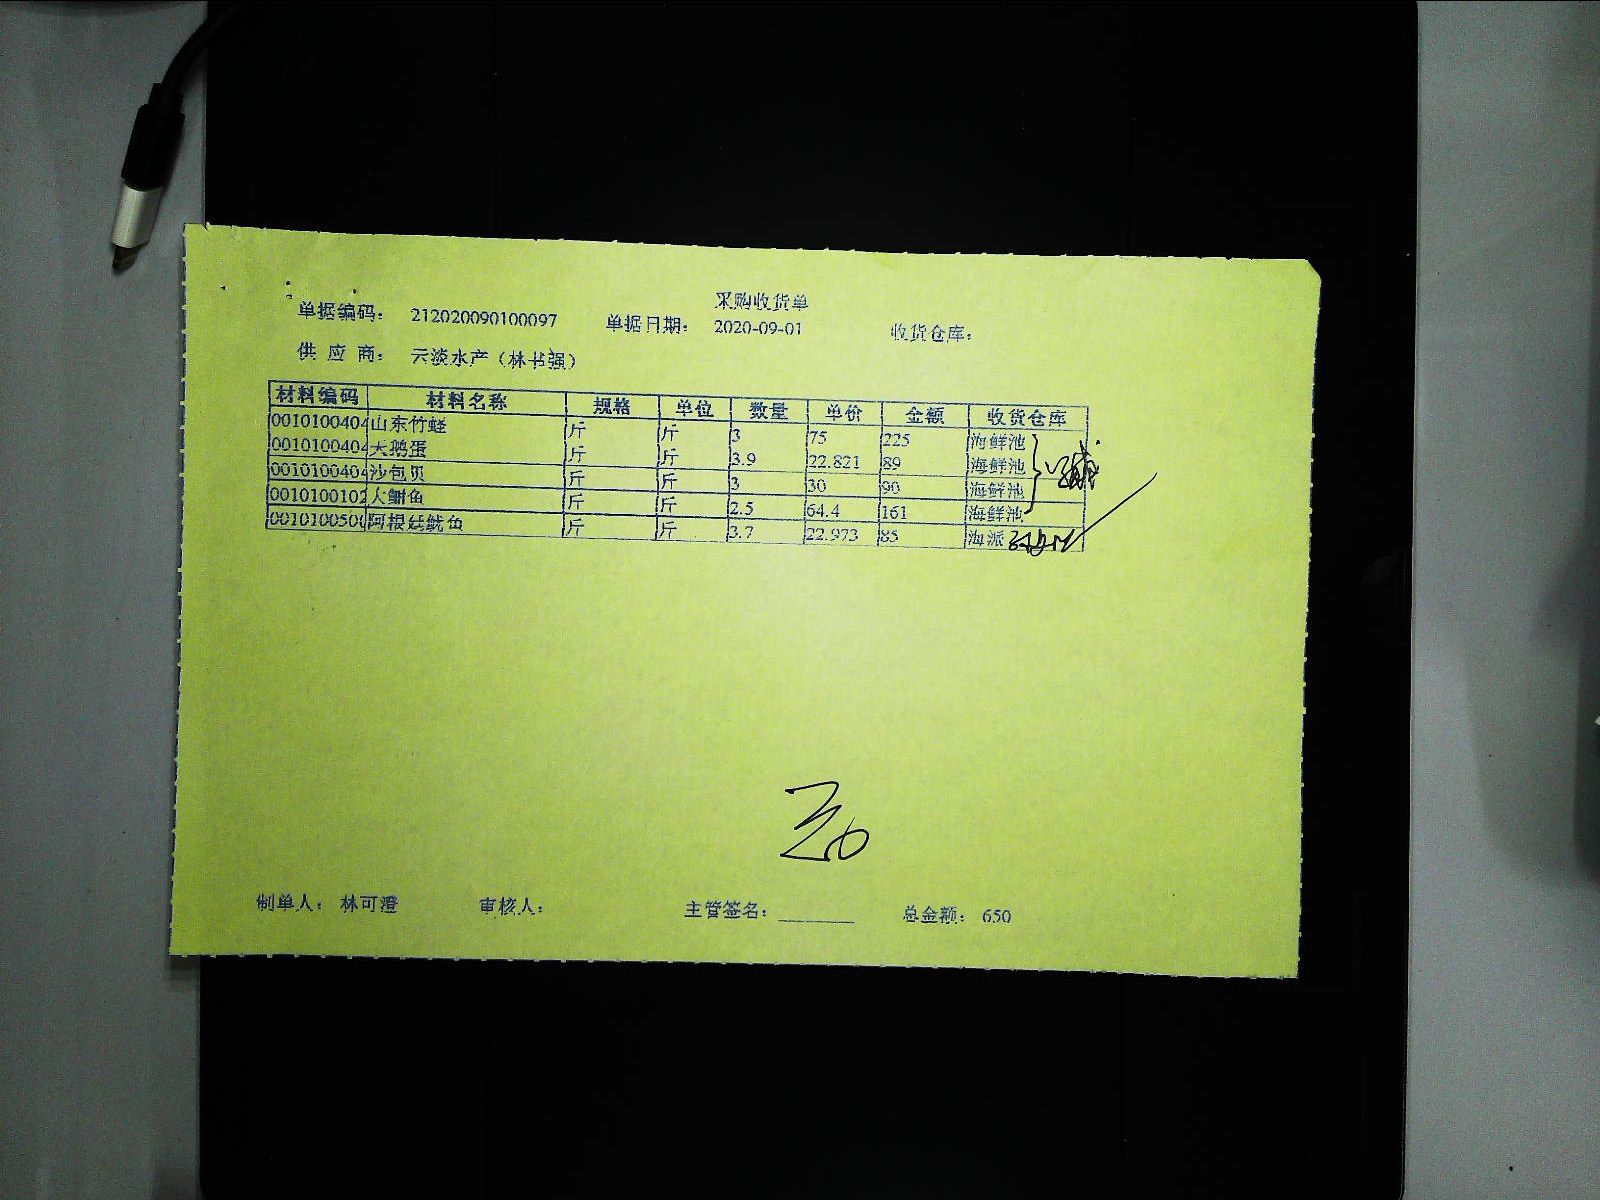 采购收货单
单据编码： 212020090100097 单据日期： 2020-09-01 收货仓库：
供 应 商： 云淡水产（林书强）
材料编码 材料名称 规格 单位 数量 单价 金额 收货仓库
0010100404 山东竹蛏 斤 斤 3 75 225 海鲜池
0010100404 天鹅蛋 斤 斤 3.9 22.821 89 海鲜池
0010100404 沙包贝 斤 斤 3 30 90 海鲜池
0010100102 大鲋鱼 斤 斤 2.5 64.4 161 海鲜池
0010100500 阿根廷鱿鱼 斤 斤 3.7 22.973 85 海派
制单人： 林可澄 审核人： 主管签名： 总金额： 650